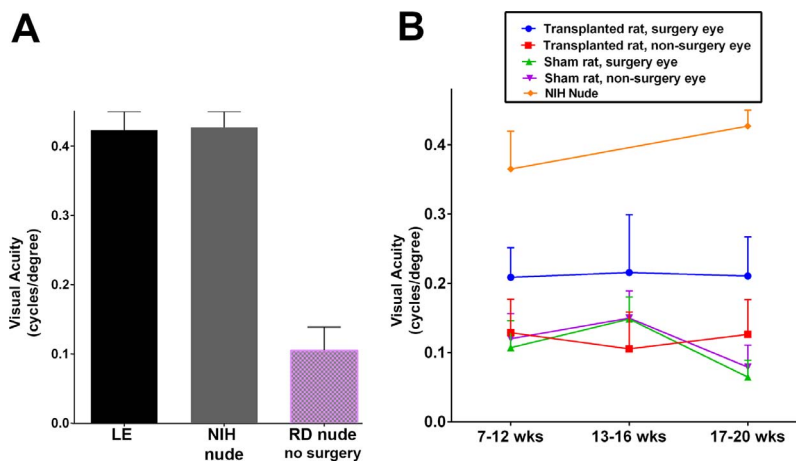 A
Visual Acuity
(cycles/degree)
0.4
0.3
0.2
0.1
0.0
LE
NIH
nude
RD nude
no surgery
B
Transplanted rat, surgery eye
Transplanted rat, non-surgery eye
Sham rat, surgery eye
Sham rat, non-surgery eye
NIH Nude
Visual Acuity
(cycles/degree)
0.4
0.3
0.2
0.1
0.0
7-12 wks
13-16 wks
17-20 wks